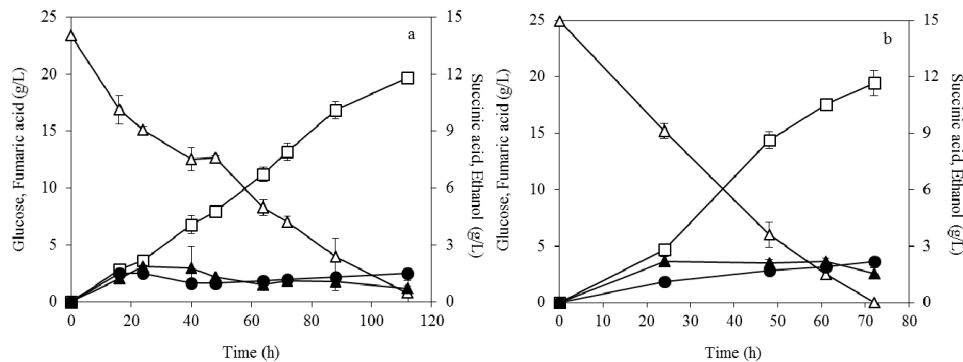 a
Glucose, Fumaric acid (g/L)
25
20
15
10
5
0
15
12
9
6
3
0
Succinic acid, Ethanol (g/L)
0 20 40 60 80 100 120
Time (h)
b
Glucose, Fumaric acid (g/L)
25
20
15
10
5
0
15
12
9
6
3
0
Succinic acid, Ethanol (g/L)
0 10 20 30 40 50 60 70 80
Time (h)